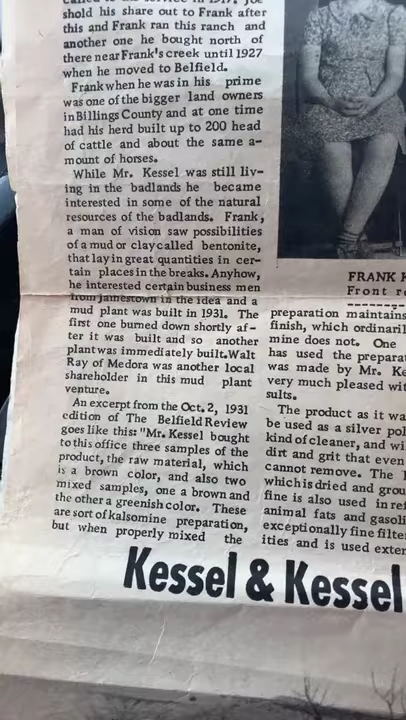 shold his share out to Frank after
this and Frank ran this ranch and
another one he bought north of
there near Frank's creek until 1927
when he moved to Belfield.
Frank when he was in his prime
was one of the bigger land owners
in Billings County and at one time
had his herd built up to 200 head
of cattle and about the same a-
mount of horses.
While Mr. Kessel was still liv-
ing in the badlands he became
interested in some of the natural
resources of the badlands. Frank,
a man of vision saw possibilities
of a mud or clay called bentonite,
that lay in great quantities in cer-
tain places in the breaks. Anyhow,
he interested certain business men
from Jamestown in the idea and a
mud plant was built in 1931. The
first one burned down shortly af-
ter it was built and so another
plant was immediately built. Walt
Ray of Medora was another local
shareholder in this mud plant
venture.
An excerpt from the Oct. 2, 1931
edition of The Belfield Review
goes like this: "Mr. Kessel bought
to this office three samples of the
product, the raw material, which
is a brown color, and also two
mixed samples, one a brown and
the other a greenish color. These
are sort of kalsomine preparation,
but when properly mixed the
FRANK K
Front r
preparation maintains
finish, which ordinaril
mine does not. One
has used the preparat
was made by Mr. Ke
very much pleased wit
sults.
The product as it wa
be used as a silver pol
kind of cleaner, and wi
dirt and grit that even
cannot remove. The
which is dried and grou
fine is also used in ref
animal fats and gasoli
exceptionally fine filter
ities and is used exter
Kessel & Kessel